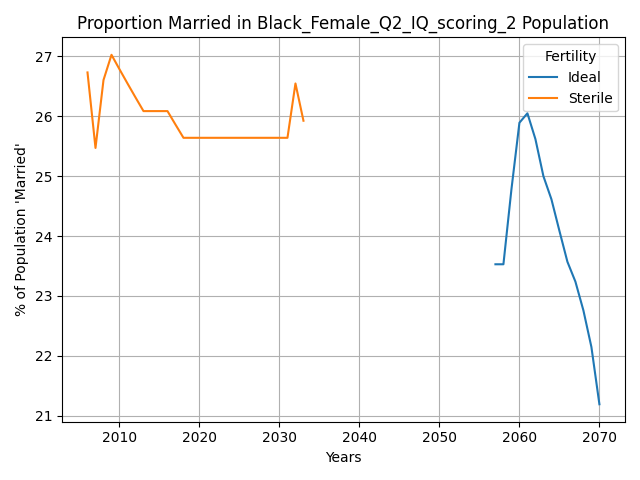 Proportion Married in Black_Female_Q2_IQ_scoring_2 Population
% of Population 'Married'
27
26
25
24
23
22
21
Fertility
Ideal
Sterile
2010 2020 2030 2040 2050 2060 2070
Years